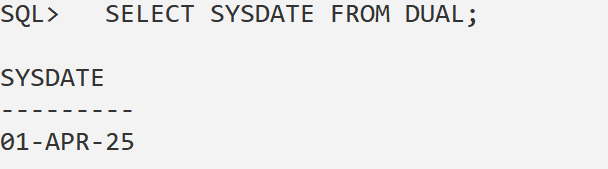 SQL>   SELECT SYSDATE FROM DUAL;
SYSDATE
---------
01-APR-25